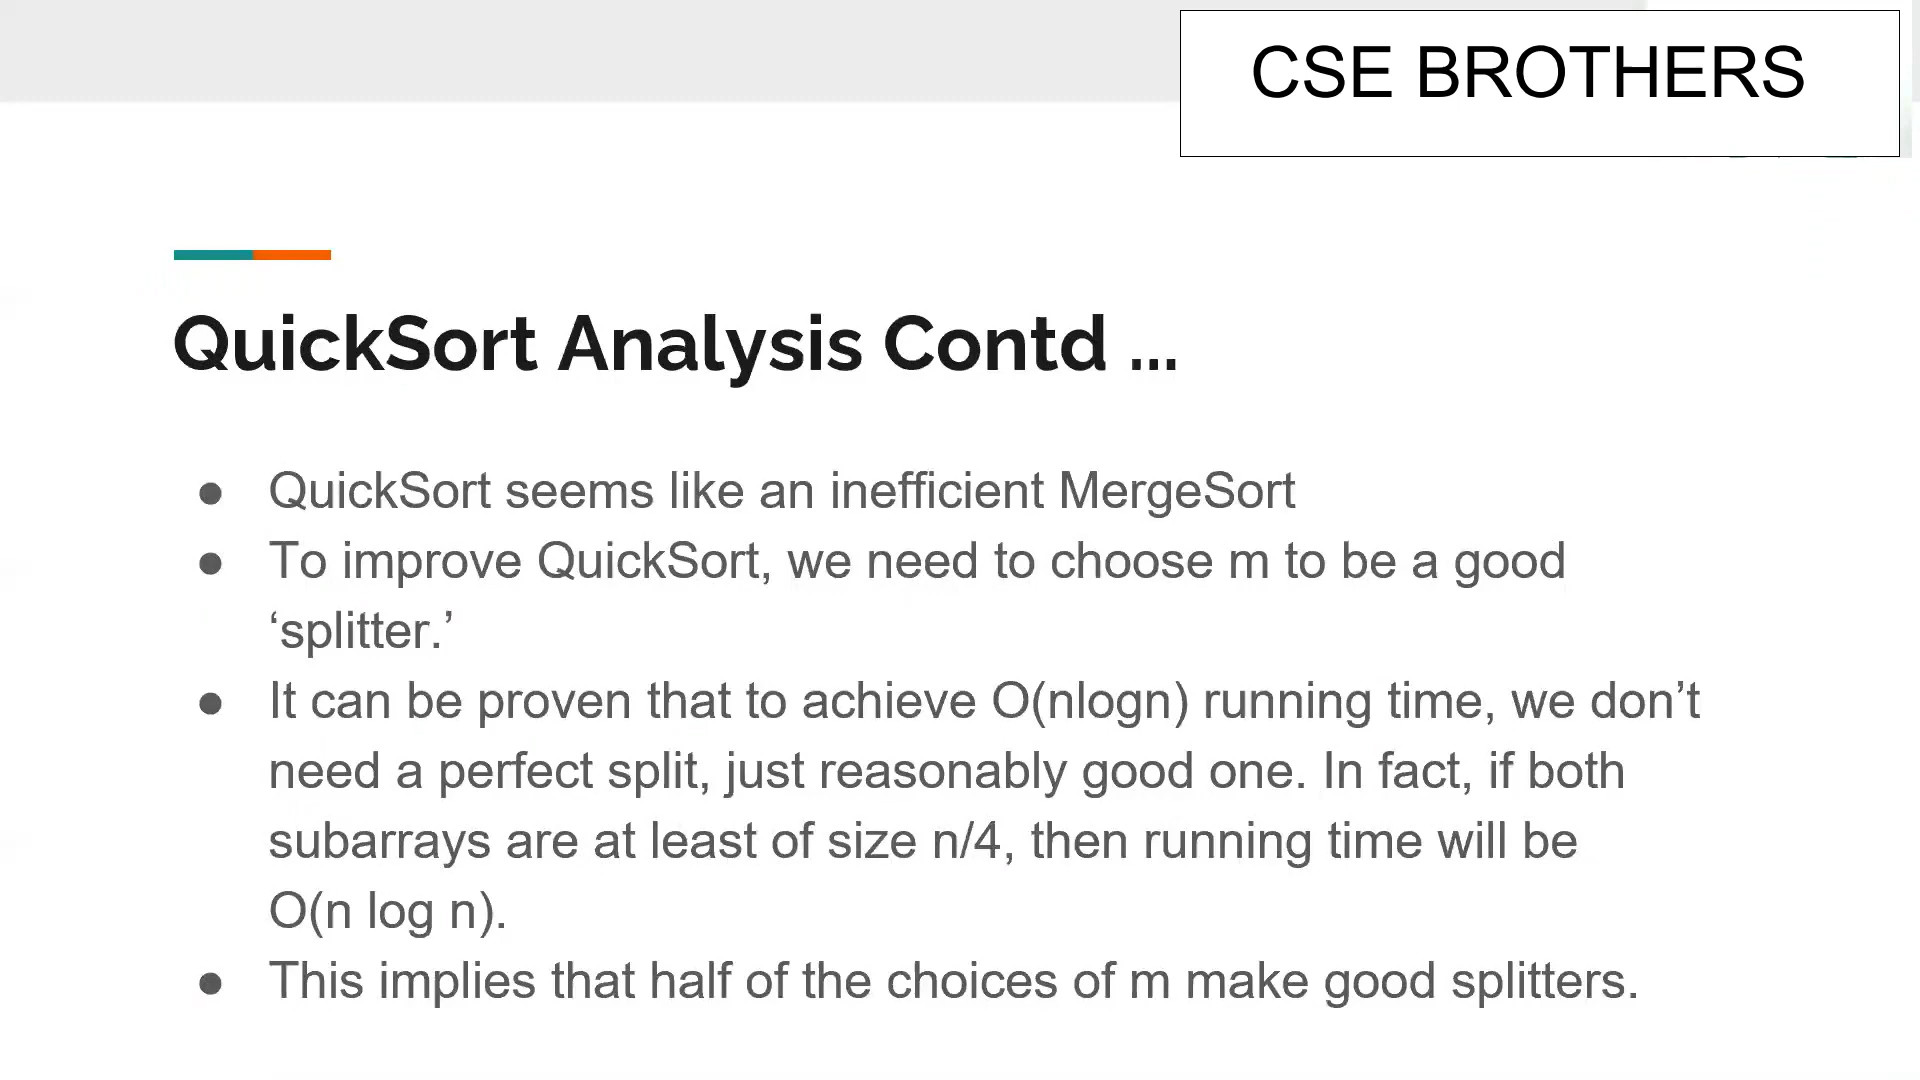 CSE BROTHERS
QuickSort Analysis Contd ...
● QuickSort seems like an inefficient MergeSort
● To improve QuickSort, we need to choose m to be a good
‘splitter.’
● It can be proven that to achieve O(nlogn) running time, we don’t
need a perfect split, just reasonably good one. In fact, if both
subarrays are at least of size n/4, then running time will be
O(n log n).
● This implies that half of the choices of m make good splitters.